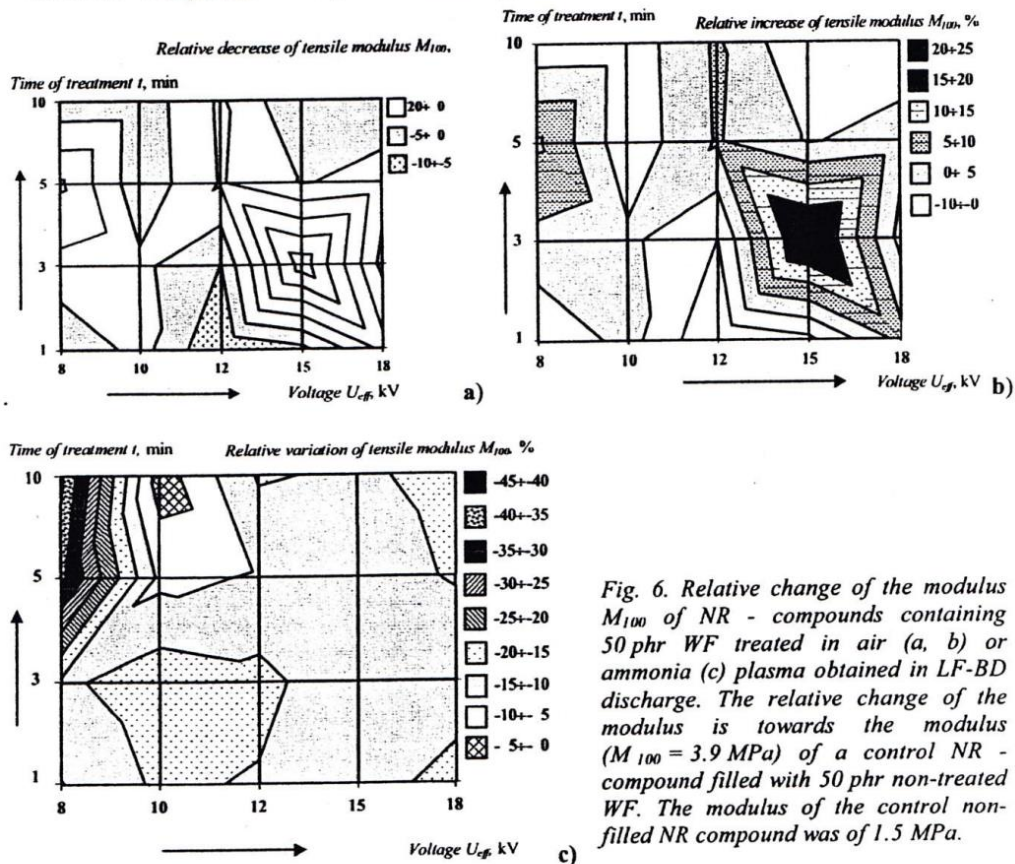 Relative decrease of tensile modulus M100,
Time of treatment t, min
10
5
3
1
8 10 12 15 18
Voltage Ueff, kV
a)
20÷ 0
-5÷ 0
-10÷-5
Time of treatment t, min
Relative increase of tensile modulus M100, %
10
5
3
1
8 10 12 15 18
Voltage Ueff, kV
b)
20÷25
15÷20
10÷15
5÷10
0÷ 5
-10÷-0
Time of treatment t, min
Relative variation of tensile modulus M100, %
10
5
3
1
8 10 12 15 18
Voltage Ueff, kV
c)
-45÷-40
-40÷-35
-35÷-30
-30÷-25
-25÷-20
-20÷-15
-15÷-10
-10÷- 5
- 5÷- 0
Fig. 6. Relative change of the modulus
M100 of NR - compounds containing
50 phr WF treated in air (a, b) or
ammonia (c) plasma obtained in LF-BD
discharge. The relative change of the
modulus is towards the modulus
(M 100 = 3.9 MPa) of a control NR -
compound filled with 50 phr non-treated
WF. The modulus of the control non-
filled NR compound was of 1.5 MPa.